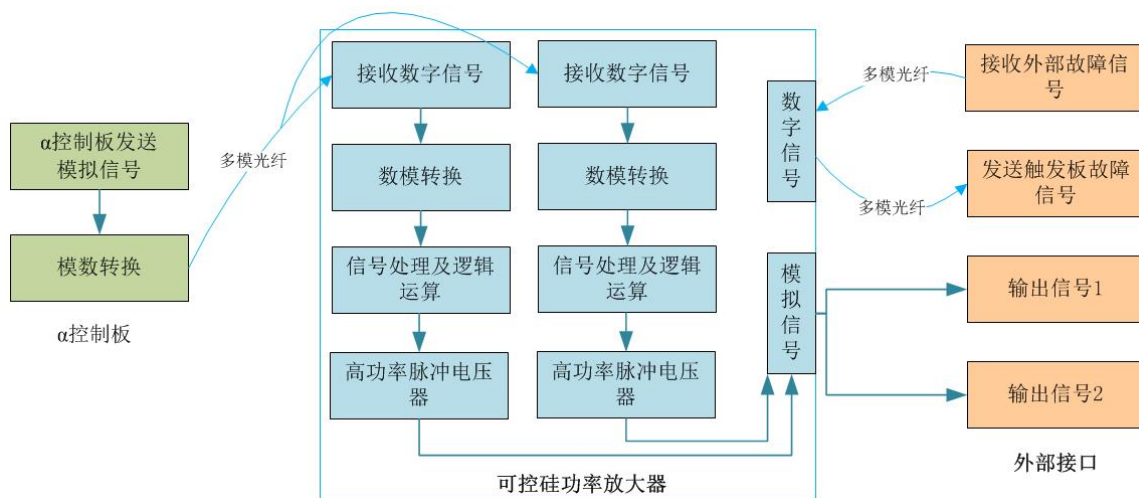 α控制板发送
模拟信号
模数转换
α控制板
多模光纤
接收数字信号
数模转换
信号处理及逻辑
运算
高功率脉冲电压
器
接收数字信号
数模转换
信号处理及逻辑
运算
高功率脉冲电压
器
数字信号
模拟信号
可控硅功率放大器
多模光纤
多模光纤
接收外部故障信
号
发送触发板故障
信号
输出信号1
输出信号2
外部接口